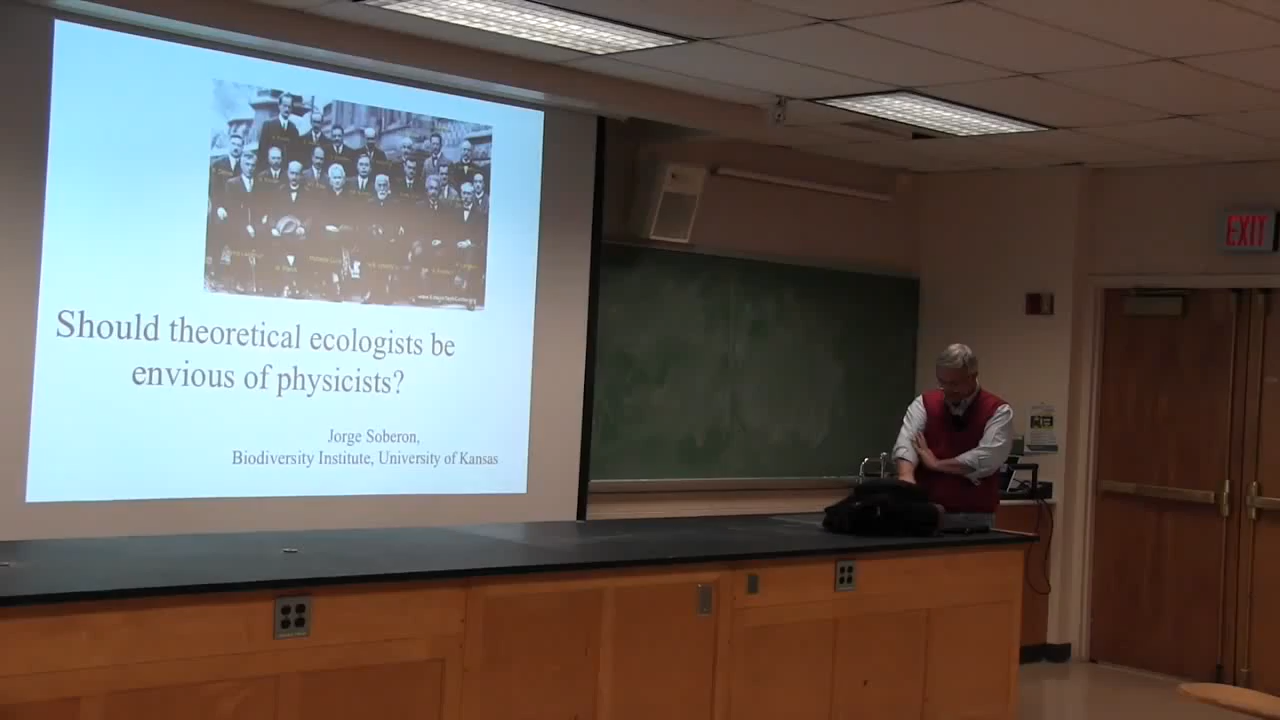 Should theoretical ecologists be
envious of physicists?
Jorge Soberon,
Biodiversity Institute, University of Kansas
EXIT